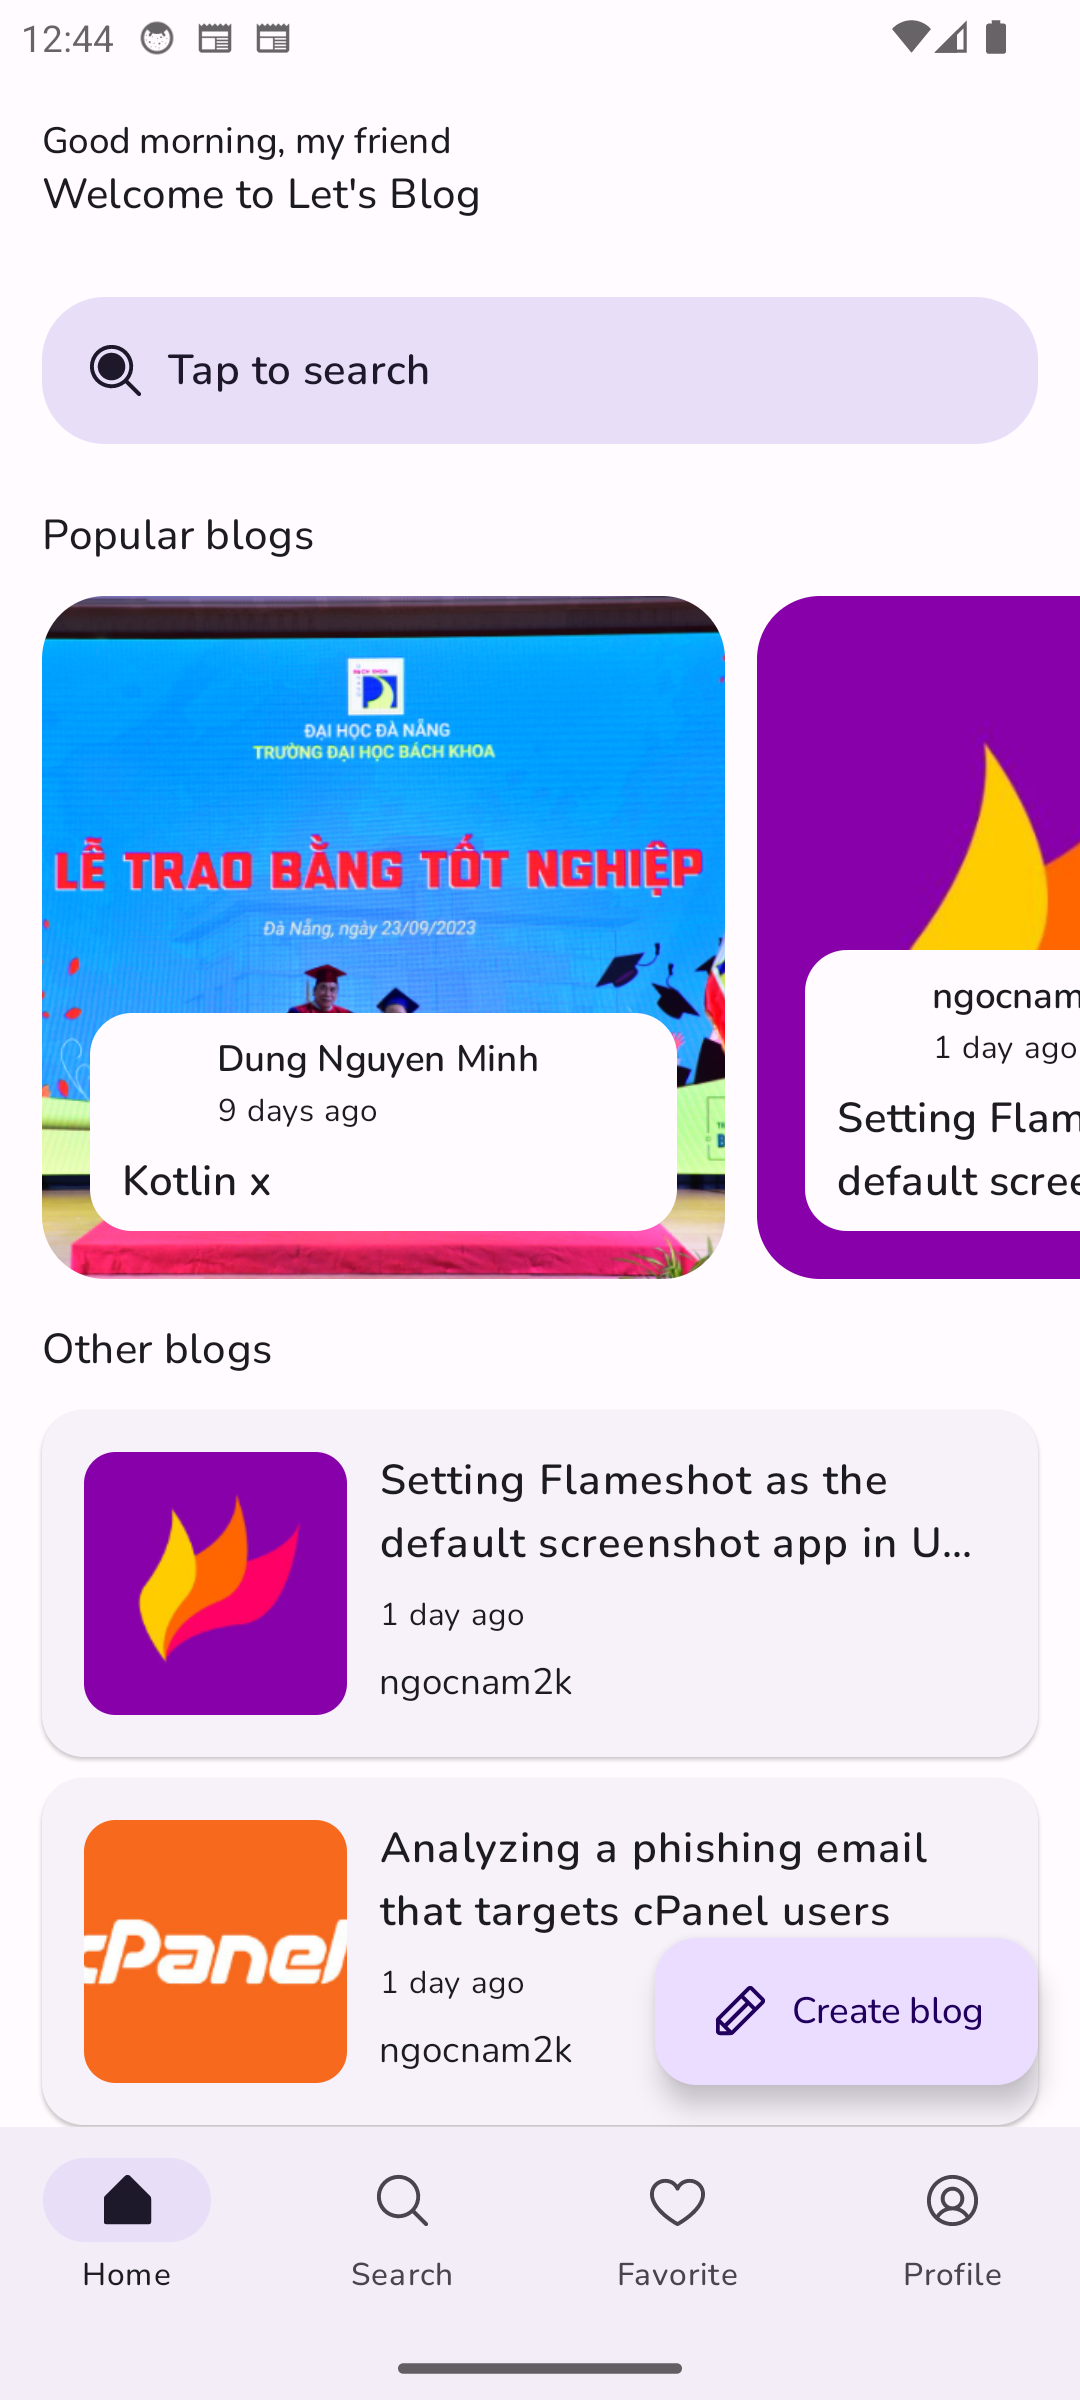 12:44
Good morning, my friend
Welcome to Let's Blog
Tap to search
Popular blogs
BÁCH KHOA
ĐẠI HỌC ĐÀ NẴNG
TRƯỜNG ĐẠI HỌC BÁCH KHOA
LỄ TRAO BẰNG TỐT NGHIỆP
Đà Nẵng, ngày 23/09/2023
Dung Nguyen Minh
9 days ago
Kotlin x
ngocnam
1 day ago
Setting Flam
default scree
Other blogs
Setting Flameshot as the
default screenshot app in U...
1 day ago
ngocnam2k
cPanel
Analyzing a phishing email
that targets cPanel users
1 day ago
ngocnam2k
Create blog
Home
Search
Favorite
Profile